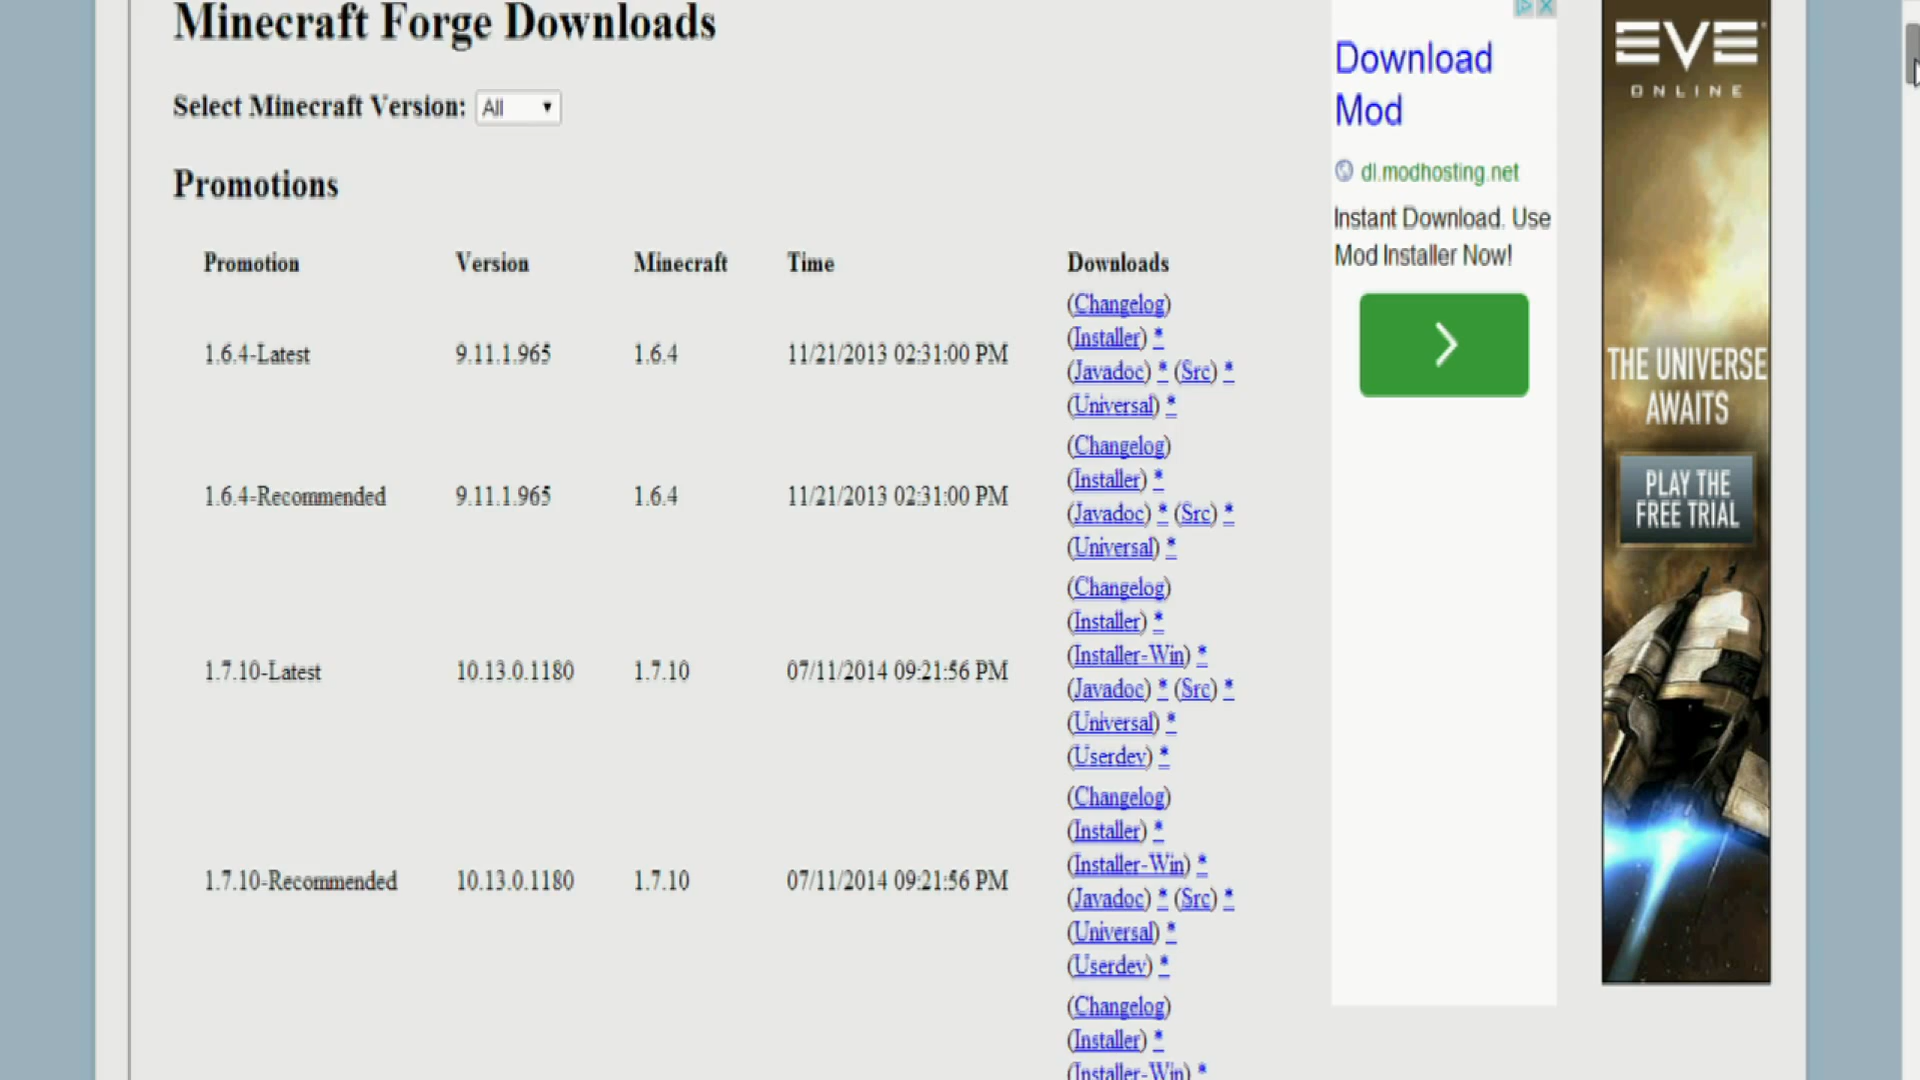 Minecraft Forge Downloads
Select Minecraft Version: All
Promotions
Promotion Version Minecraft Time Downloads
(Changelog)
(Installer) *
1.6.4-Latest 9.11.1.965 1.6.4 11/21/2013 02:31:00 PM
(Javadoc) * (Src) *
(Universal) *
(Changelog)
(Installer) *
1.6.4-Recommended 9.11.1.965 1.6.4 11/21/2013 02:31:00 PM
(Javadoc) * (Src) *
(Universal) *
(Changelog)
(Installer) *
(Installer-Win) *
1.7.10-Latest 10.13.0.1180 1.7.10 07/11/2014 09:21:56 PM
(Javadoc) * (Src) *
(Universal) *
(Userdev) *
(Changelog)
(Installer) *
(Installer-Win) *
1.7.10-Recommended 10.13.0.1180 1.7.10 07/11/2014 09:21:56 PM
(Javadoc) * (Src) *
(Universal) *
(Userdev) *
(Changelog)
(Installer) *
(Installer-Win) *
Download
Mod
dl.modhosting.net
Instant Download. Use
Mod Installer Now!
EVE
ONLINE
THE UNIVERSE
AWAITS
PLAY THE
FREE TRIAL